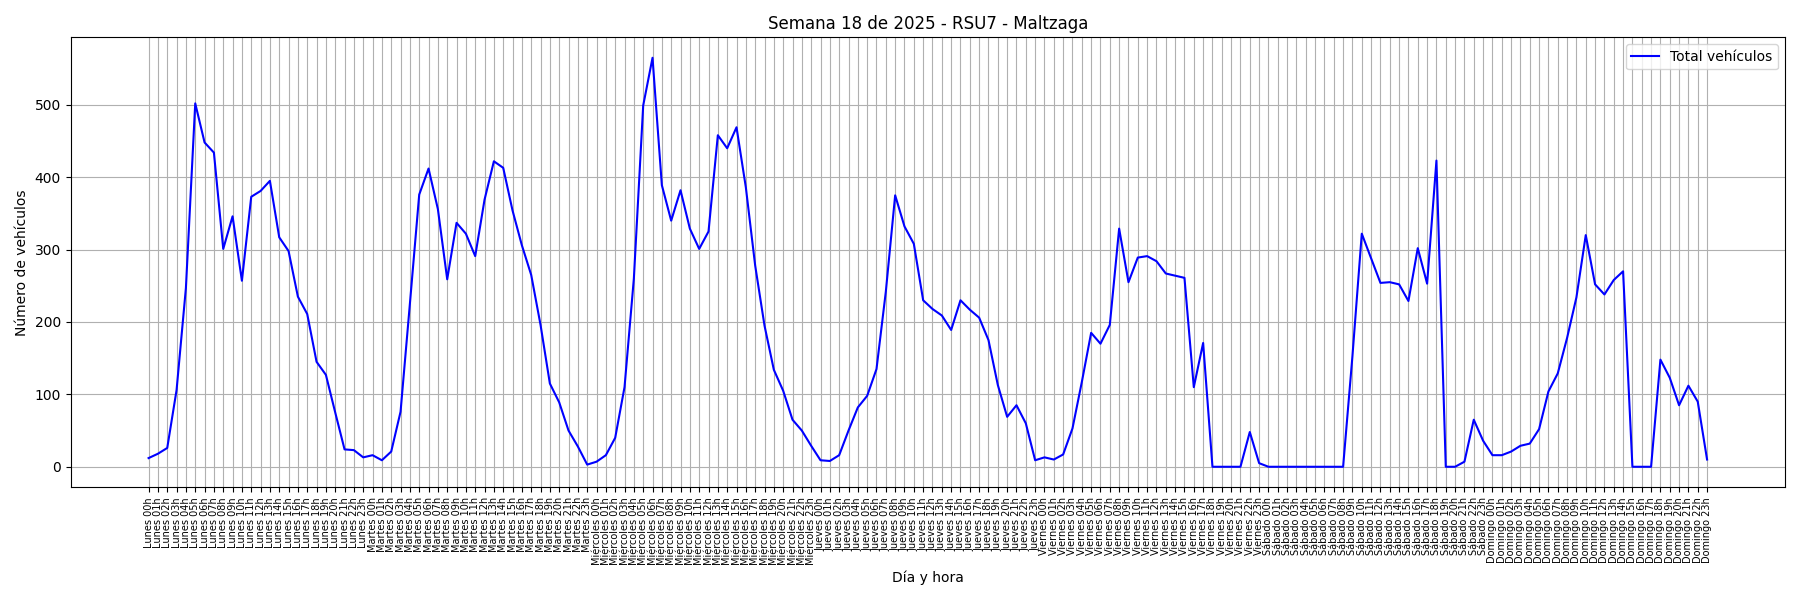 Semana 18 de 2025 - RSU7 - Maltzaga
Total vehículos
Número de vehículos
500
400
300
200
100
0
Lunes 00h
Lunes 01h
Lunes 02h
Lunes 03h
Lunes 04h
Lunes 05h
Lunes 06h
Lunes 07h
Lunes 08h
Lunes 09h
Lunes 10h
Lunes 11h
Lunes 12h
Lunes 13h
Lunes 14h
Lunes 15h
Lunes 16h
Lunes 17h
Lunes 18h
Lunes 19h
Lunes 20h
Lunes 21h
Lunes 22h
Lunes 23h
Martes 00h
Martes 01h
Martes 02h
Martes 03h
Martes 04h
Martes 05h
Martes 06h
Martes 07h
Martes 08h
Martes 09h
Martes 10h
Martes 11h
Martes 12h
Martes 13h
Martes 14h
Martes 15h
Martes 16h
Martes 17h
Martes 18h
Martes 19h
Martes 20h
Martes 21h
Martes 22h
Martes 23h
Miércoles 00h
Miércoles 01h
Miércoles 02h
Miércoles 03h
Miércoles 04h
Miércoles 05h
Miércoles 06h
Miércoles 07h
Miércoles 08h
Miércoles 09h
Miércoles 10h
Miércoles 11h
Miércoles 12h
Miércoles 13h
Miércoles 14h
Miércoles 15h
Miércoles 16h
Miércoles 17h
Miércoles 18h
Miércoles 19h
Miércoles 20h
Miércoles 21h
Miércoles 22h
Miércoles 23h
Jueves 00h
Jueves 01h
Jueves 02h
Jueves 03h
Jueves 04h
Jueves 05h
Jueves 06h
Jueves 07h
Jueves 08h
Jueves 09h
Jueves 10h
Jueves 11h
Jueves 12h
Jueves 13h
Jueves 14h
Jueves 15h
Jueves 16h
Jueves 17h
Jueves 18h
Jueves 19h
Jueves 20h
Jueves 21h
Jueves 22h
Jueves 23h
Viernes 00h
Viernes 01h
Viernes 02h
Viernes 03h
Viernes 04h
Viernes 05h
Viernes 06h
Viernes 07h
Viernes 08h
Viernes 09h
Viernes 10h
Viernes 11h
Viernes 12h
Viernes 13h
Viernes 14h
Viernes 15h
Viernes 16h
Viernes 17h
Viernes 18h
Viernes 19h
Viernes 20h
Viernes 21h
Viernes 22h
Viernes 23h
Sábado 00h
Sábado 01h
Sábado 02h
Sábado 03h
Sábado 04h
Sábado 05h
Sábado 06h
Sábado 07h
Sábado 08h
Sábado 09h
Sábado 10h
Sábado 11h
Sábado 12h
Sábado 13h
Sábado 14h
Sábado 15h
Sábado 16h
Sábado 17h
Sábado 18h
Sábado 19h
Sábado 20h
Sábado 21h
Sábado 22h
Sábado 23h
Domingo 00h
Domingo 01h
Domingo 02h
Domingo 03h
Domingo 04h
Domingo 05h
Domingo 06h
Domingo 07h
Domingo 08h
Domingo 09h
Domingo 10h
Domingo 11h
Domingo 12h
Domingo 13h
Domingo 14h
Domingo 15h
Domingo 16h
Domingo 17h
Domingo 18h
Domingo 19h
Domingo 20h
Domingo 21h
Domingo 22h
Domingo 23h
Día y hora